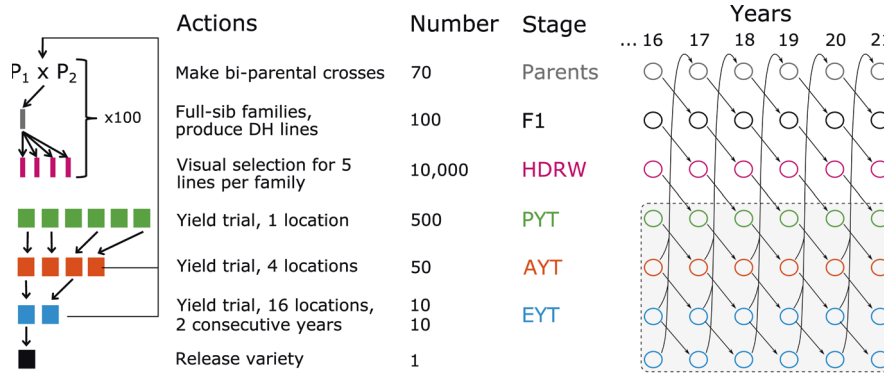 Actions Number Stage Years
... 16 17 18 19 20 21
P1 x P2
x100
Make bi-parental crosses 70 Parents
Full-sib families,
produce DH lines 100 F1
Visual selection for 5
lines per family 10,000 HDRW
Yield trial, 1 location 500 PYT
Yield trial, 4 locations 50 AYT
Yield trial, 16 locations, 10 EYT
2 consecutive years 10
Release variety 1